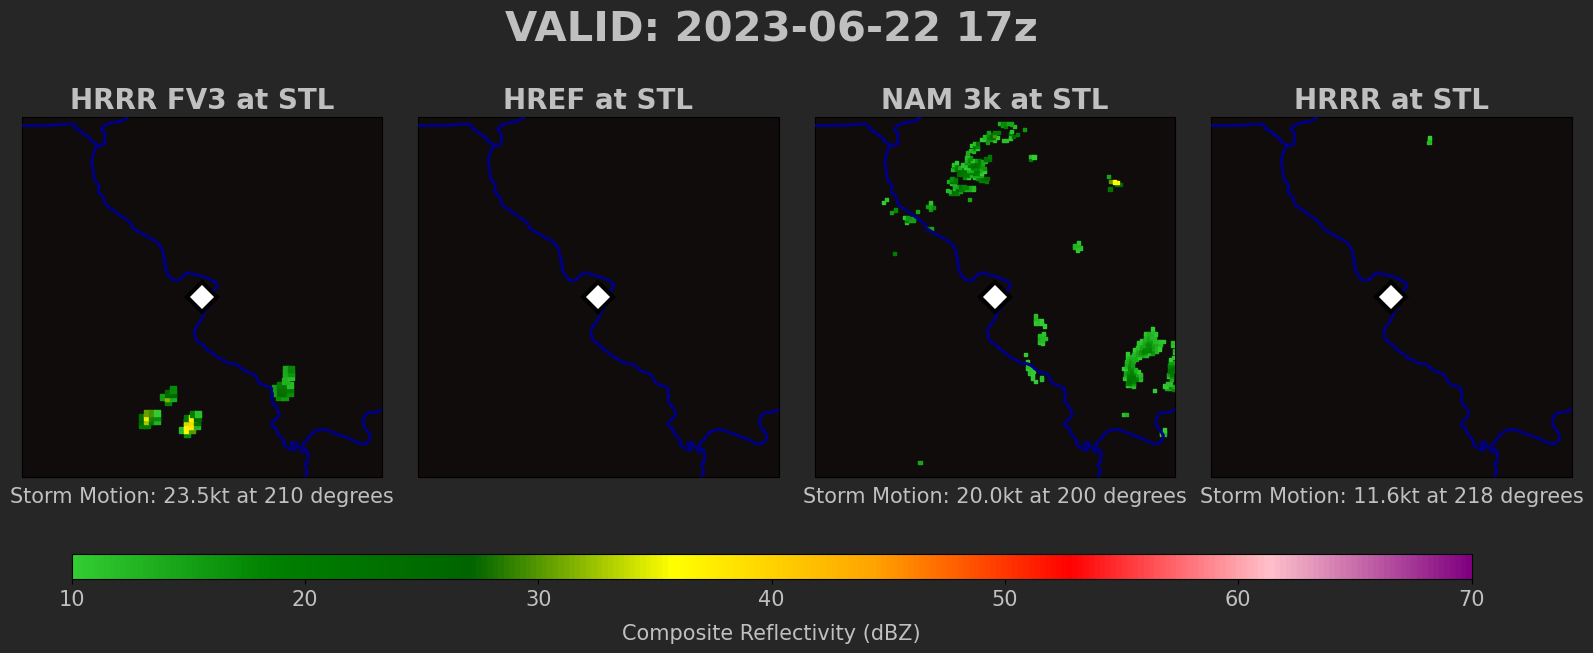 VALID: 2023-06-22 17z
HRRR FV3 at STL
HREF at STL
NAM 3k at STL
HRRR at STL
Storm Motion: 23.5kt at 210 degrees
Storm Motion: 20.0kt at 200 degrees
Storm Motion: 11.6kt at 218 degrees
10 20 30 40 50 60 70
Composite Reflectivity (dBZ)